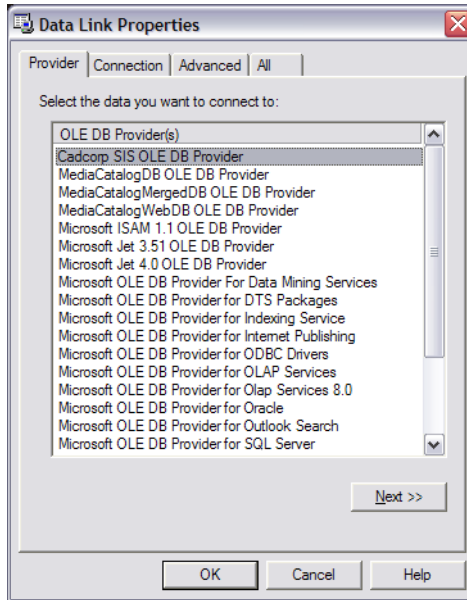 Data Link Properties
Provider Connection Advanced All
Select the data you want to connect to:
OLE DB Provider(s)
Cadcorp SIS OLE DB Provider
MediaCatalogDB OLE DB Provider
MediaCatalogMergedDB OLE DB Provider
MediaCatalogWebDB OLE DB Provider
Microsoft ISAM 1.1 OLE DB Provider
Microsoft Jet 3.51 OLE DB Provider
Microsoft Jet 4.0 OLE DB Provider
Microsoft OLE DB Provider For Data Mining Services
Microsoft OLE DB Provider for DTS Packages
Microsoft OLE DB Provider for Indexing Service
Microsoft OLE DB Provider for Internet Publishing
Microsoft OLE DB Provider for ODBC Drivers
Microsoft OLE DB Provider for OLAP Services
Microsoft OLE DB Provider for Olap Services 8.0
Microsoft OLE DB Provider for Oracle
Microsoft OLE DB Provider for Outlook Search
Microsoft OLE DB Provider for SQL Server
Next >>
OK Cancel Help